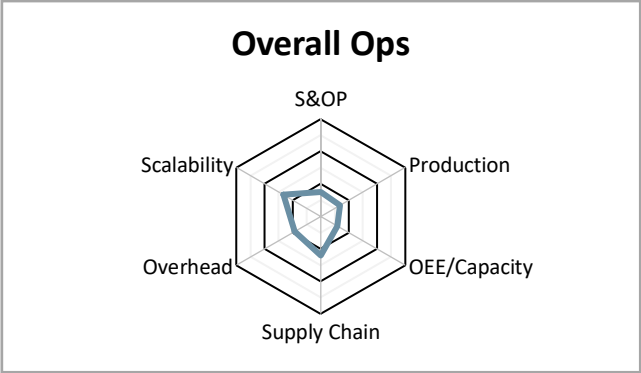 Overall Ops
S&OP
Scalability
Production
Overhead
OEE/Capacity
Supply Chain